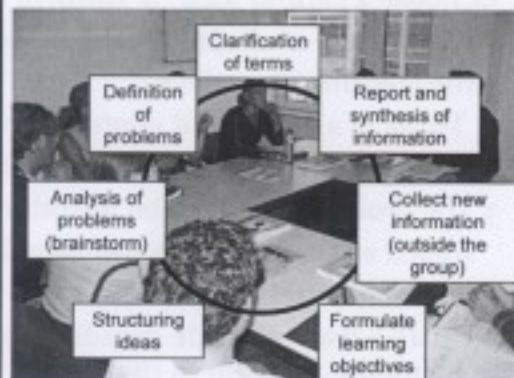 Clarification
of terms
Definition
of
problems
Report and
synthesis of
information
Analysis of
problems
(brainstorm)
Collect new
information
(outside the
group)
Structuring
ideas
Formulate
learning
objectives